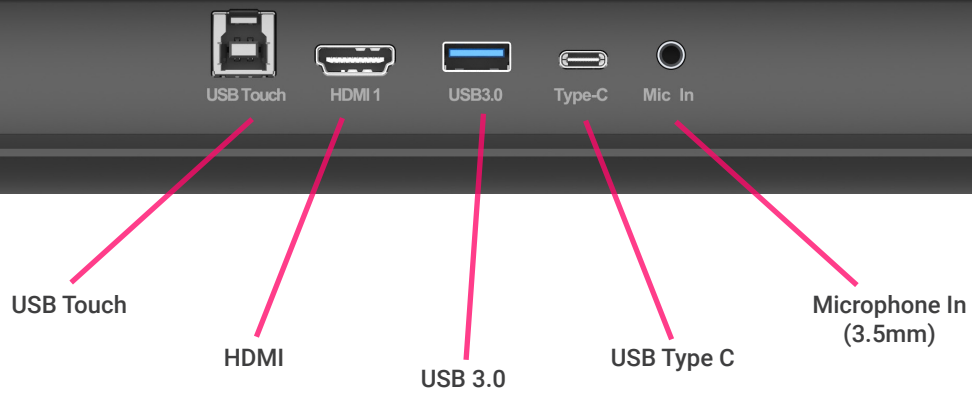 USB Touch
HDMI 1
USB3.0
Type-C
Mic In
USB Touch
Microphone In
(3.5mm)
HDMI
USB Type C
USB 3.0